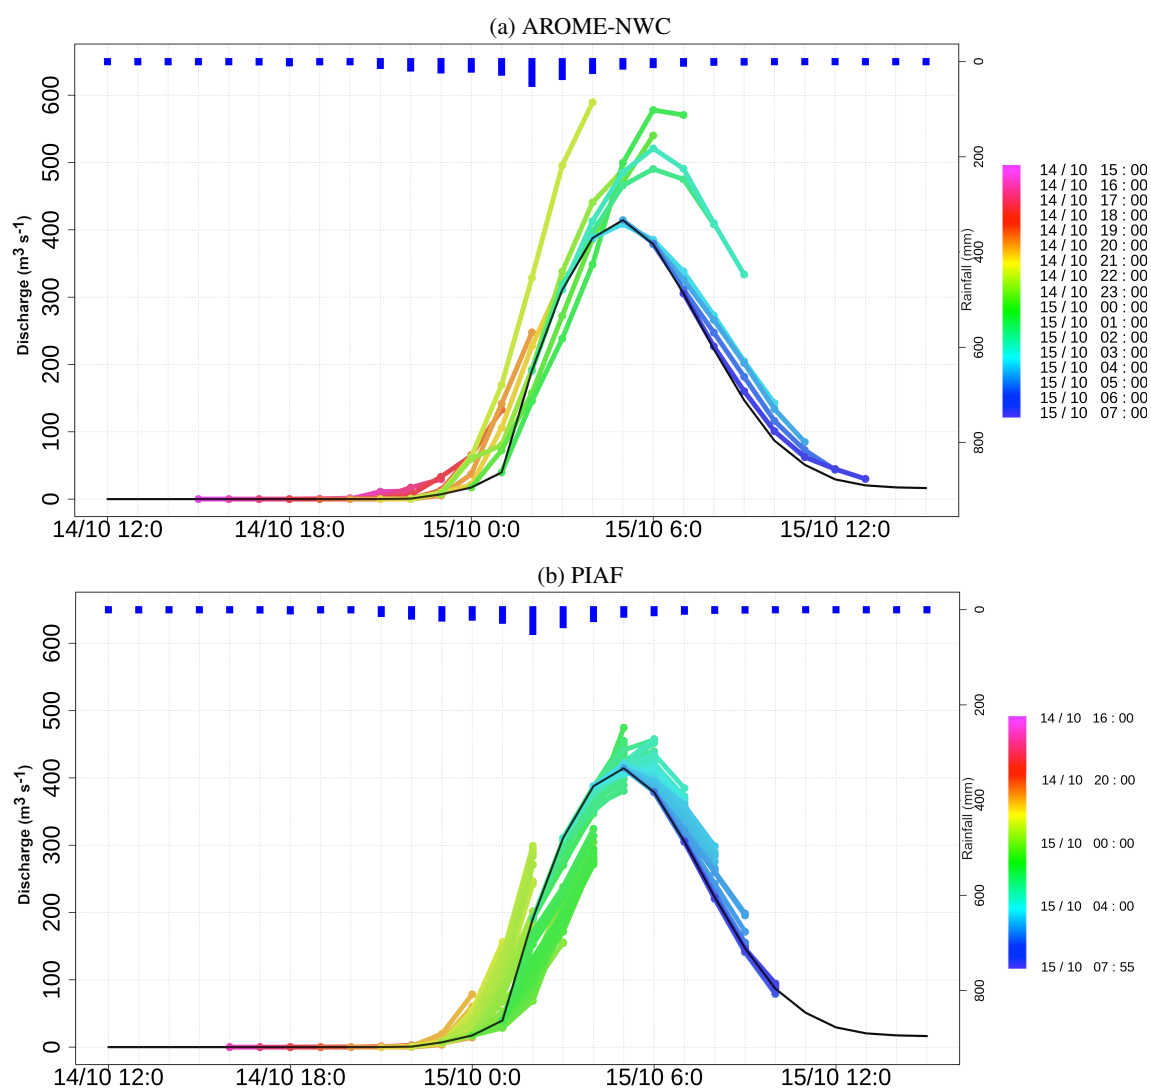 (a) AROME-NWC
Discharge (m³ s⁻¹)
600
500
400
300
200
100
0
Rainfall (mm)
0
200
400
600
800
14/10 12:0 14/10 18:0 15/10 0:0 15/10 6:0 15/10 12:0
14 / 10 15 : 00
14 / 10 16 : 00
14 / 10 17 : 00
14 / 10 18 : 00
14 / 10 19 : 00
14 / 10 20 : 00
14 / 10 21 : 00
14 / 10 22 : 00
14 / 10 23 : 00
15 / 10 00 : 00
15 / 10 01 : 00
15 / 10 02 : 00
15 / 10 03 : 00
15 / 10 04 : 00
15 / 10 05 : 00
15 / 10 06 : 00
15 / 10 07 : 00
(b) PIAF
Discharge (m³ s⁻¹)
600
500
400
300
200
100
0
Rainfall (mm)
0
200
400
600
800
14/10 12:0 14/10 18:0 15/10 0:0 15/10 6:0 15/10 12:0
14 / 10 16 : 00
14 / 10 20 : 00
15 / 10 00 : 00
15 / 10 04 : 00
15 / 10 07 : 55